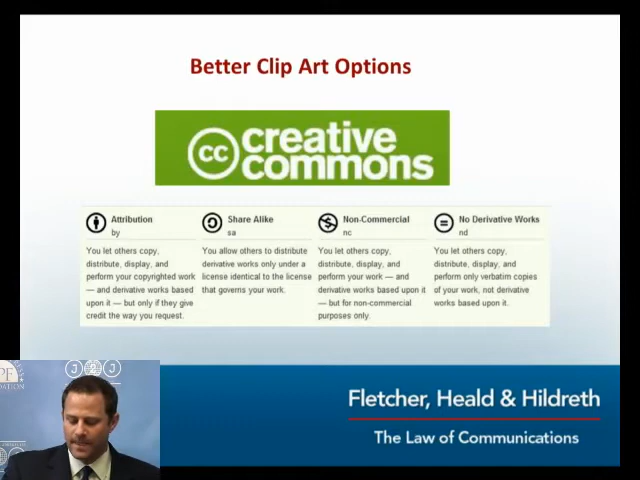 Better Clip Art Options
cc creative
commons
Attribution
by
You let others copy,
distribute, display, and
perform your copyrighted work
— and derivative works based
upon it — but only if they give
credit the way you request.
Share Alike
sa
You allow others to distribute
derivative works only under a
license identical to the license
that governs your work.
Non-Commercial
nc
You let others copy,
distribute, display, and
perform your work — and
derivative works based upon it
— but for non-commercial
purposes only.
No Derivative Works
nd
You let others copy,
distribute, display, and
perform only verbatim copies
of your work, not derivative
works based upon it.
Fletcher, Heald & Hildreth
The Law of Communications